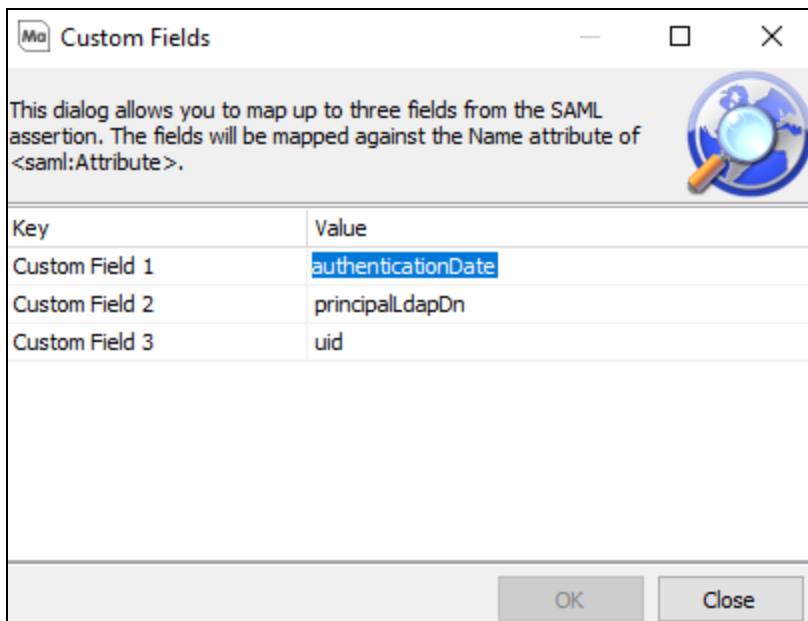 Ma Custom Fields
This dialog allows you to map up to three fields from the SAML
assertion. The fields will be mapped against the Name attribute of
<saml:Attribute>.
Key Value
Custom Field 1 authenticationDate
Custom Field 2 principalLdapDn
Custom Field 3 uid
OK Close